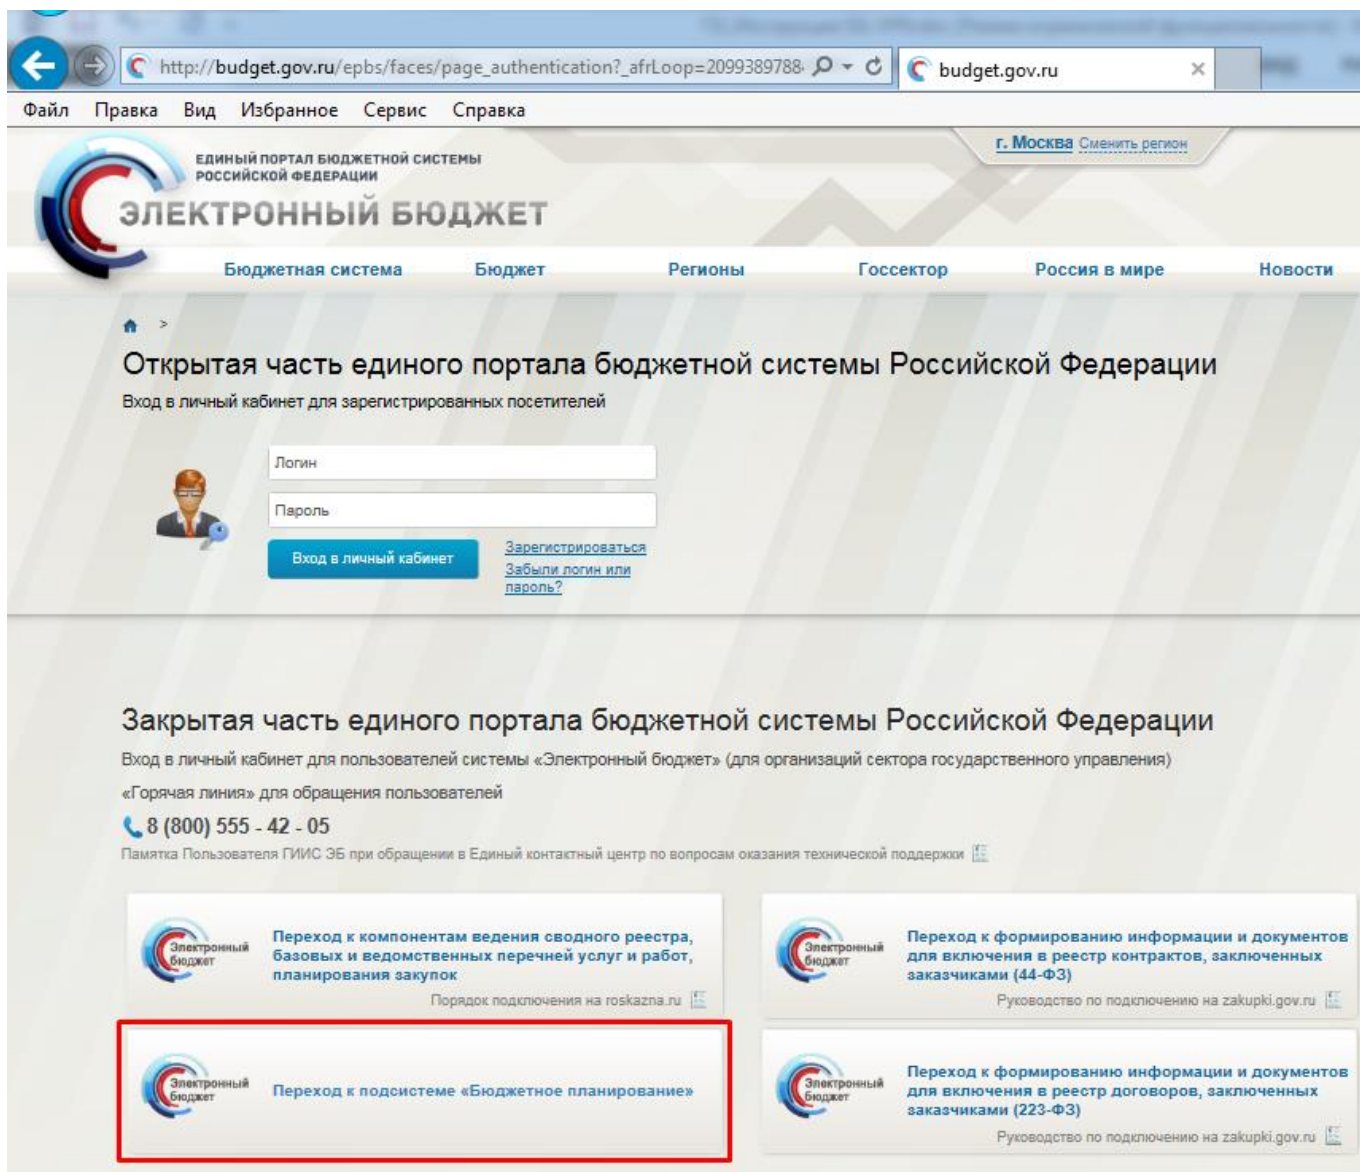 http://budget.gov.ru/epbs/faces/page_authentication?_afrLoop=2099389788
budget.gov.ru
Файл Правка Вид Избранное Сервис Справка
г. Москва Сменить регион
ЕДИНЫЙ ПОРТАЛ БЮДЖЕТНОЙ СИСТЕМЫ
РОССИЙСКОЙ ФЕДЕРАЦИИ
ЭЛЕКТРОННЫЙ БЮДЖЕТ
Бюджетная система Бюджет Регионы Госсектор Россия в мире Новости
>
Открытая часть единого портала бюджетной системы Российской Федерации
Вход в личный кабинет для зарегистрированных посетителей
Логин
Пароль
Вход в личный кабинет
Зарегистрироваться
Забыли логин или
пароль?
Закрытая часть единого портала бюджетной системы Российской Федерации
Вход в личный кабинет для пользователей системы «Электронный бюджет» (для организаций сектора государственного управления)
«Горячая линия» для обращения пользователей
8 (800) 555 - 42 - 05
Памятка Пользователя ГИИС ЭБ при обращении в Единый контактный центр по вопросам оказания технической поддержки
Электронный
бюджет
Переход к компонентам ведения сводного реестра,
базовых и ведомственных перечней услуг и работ,
планирования закупок
Порядок подключения на roskazna.ru
Электронный
бюджет
Переход к формированию информации и документов
для включения в реестр контрактов, заключенных
заказчиками (44-ФЗ)
Руководство по подключению на zakupki.gov.ru
Электронный
бюджет
Переход к подсистеме «Бюджетное планирование»
Электронный
бюджет
Переход к формированию информации и документов
для включения в реестр договоров, заключенных
заказчиками (223-ФЗ)
Руководство по подключению на zakupki.gov.ru